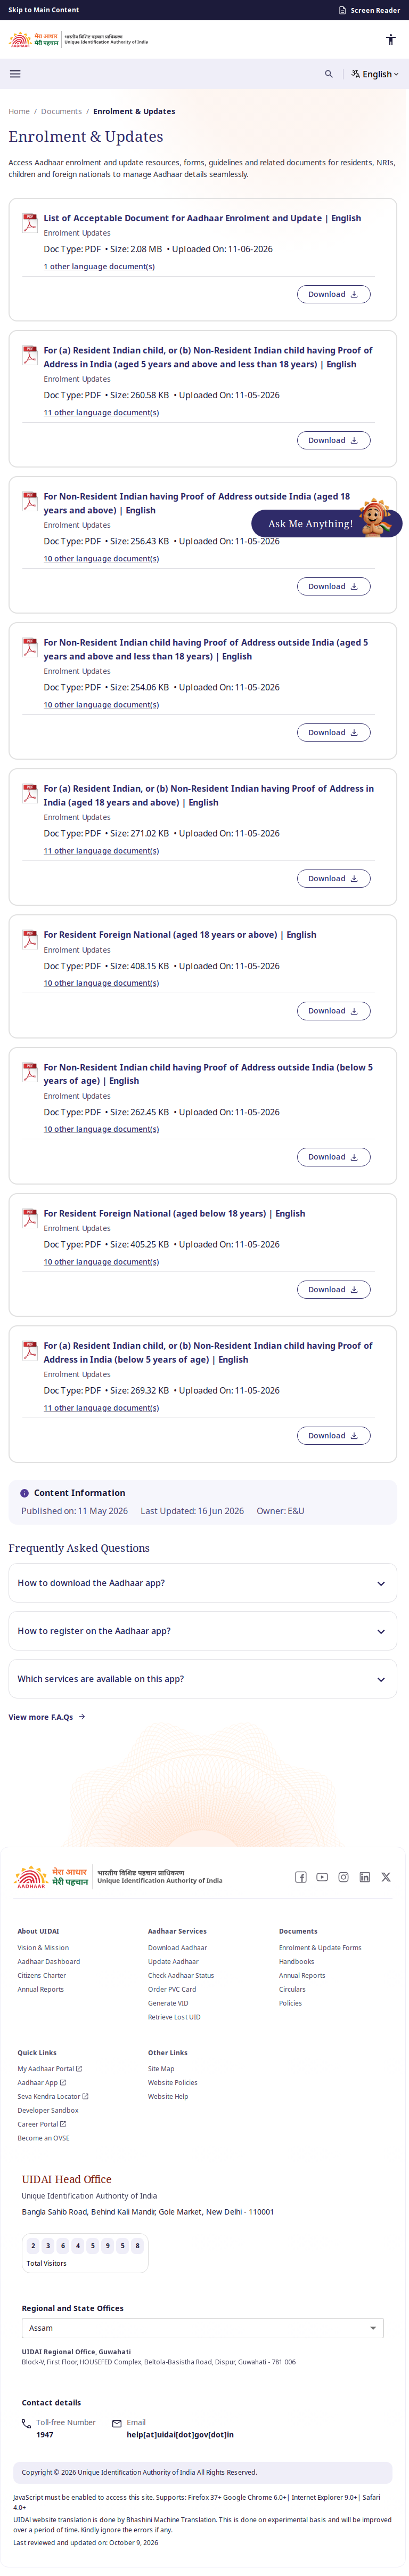 Skip to Main Content
Screen Reader
मेरा आधार
मेरी पहचान
AADHAAR
भारतीय विशिष्ट पहचान प्राधिकरण
Unique Identification Authority of India
English
Home / Documents / Enrolment & Updates
Enrolment & Updates
Access Aadhaar enrolment and update resources, forms, guidelines and related documents for residents, NRIs,
children and foreign nationals to manage Aadhaar details seamlessly.
List of Acceptable Document for Aadhaar Enrolment and Update | English
Enrolment Updates
Doc Type: PDF • Size: 2.08 MB • Uploaded On: 11-06-2026
1 other language document(s)
Download
For (a) Resident Indian child, or (b) Non-Resident Indian child having Proof of
Address in India (aged 5 years and above and less than 18 years) | English
Enrolment Updates
Doc Type: PDF • Size: 260.58 KB • Uploaded On: 11-05-2026
11 other language document(s)
Download
For Non-Resident Indian having Proof of Address outside India (aged 18
years and above) | English
Enrolment Updates
Ask Me Anything!
Doc Type: PDF • Size: 256.43 KB • Uploaded On: 11-05-2026
10 other language document(s)
Download
For Non-Resident Indian child having Proof of Address outside India (aged 5
years and above and less than 18 years) | English
Enrolment Updates
Doc Type: PDF • Size: 254.06 KB • Uploaded On: 11-05-2026
10 other language document(s)
Download
For (a) Resident Indian, or (b) Non-Resident Indian having Proof of Address in
India (aged 18 years and above) | English
Enrolment Updates
Doc Type: PDF • Size: 271.02 KB • Uploaded On: 11-05-2026
11 other language document(s)
Download
For Resident Foreign National (aged 18 years or above) | English
Enrolment Updates
Doc Type: PDF • Size: 408.15 KB • Uploaded On: 11-05-2026
10 other language document(s)
Download
For Non-Resident Indian child having Proof of Address outside India (below 5
years of age) | English
Enrolment Updates
Doc Type: PDF • Size: 262.45 KB • Uploaded On: 11-05-2026
10 other language document(s)
Download
For Resident Foreign National (aged below 18 years) | English
Enrolment Updates
Doc Type: PDF • Size: 405.25 KB • Uploaded On: 11-05-2026
10 other language document(s)
Download
For (a) Resident Indian child, or (b) Non-Resident Indian child having Proof of
Address in India (below 5 years of age) | English
Enrolment Updates
Doc Type: PDF • Size: 269.32 KB • Uploaded On: 11-05-2026
11 other language document(s)
Download
Content Information
Published on: 11 May 2026 Last Updated: 16 Jun 2026 Owner: E&U
Frequently Asked Questions
How to download the Aadhaar app?
How to register on the Aadhaar app?
Which services are available on this app?
View more F.A.Qs
मेरा आधार
मेरी पहचान
AADHAAR
भारतीय विशिष्ट पहचान प्राधिकरण
Unique Identification Authority of India
About UIDAI
Vision & Mission
Aadhaar Dashboard
Citizens Charter
Annual Reports
Aadhaar Services
Download Aadhaar
Update Aadhaar
Check Aadhaar Status
Order PVC Card
Generate VID
Retrieve Lost UID
Documents
Enrolment & Update Forms
Handbooks
Annual Reports
Circulars
Policies
Quick Links
My Aadhaar Portal
Aadhaar App
Seva Kendra Locator
Developer Sandbox
Career Portal
Become an OVSE
Other Links
Site Map
Website Policies
Website Help
UIDAI Head Office
Unique Identification Authority of India
Bangla Sahib Road, Behind Kali Mandir, Gole Market, New Delhi - 110001
2 3 6 4 5 9 5 8
Total Visitors
Regional and State Offices
Assam
UIDAI Regional Office, Guwahati
Block-V, First Floor, HOUSEFED Complex, Beltola-Basistha Road, Dispur, Guwahati - 781 006
Contact details
Toll-free Number
1947
Email
help[at]uidai[dot]gov[dot]in
Copyright © 2026 Unique Identification Authority of India All Rights Reserved.
JavaScript must be enabled to access this site. Supports: Firefox 37+ Google Chrome 6.0+| Internet Explorer 9.0+| Safari
4.0+
UIDAI website translation is done by Bhashini Machine Translation. This is done on experimental basis and will be improved
over a period of time. Kindly ignore the errors if any.
Last reviewed and updated on: October 9, 2026